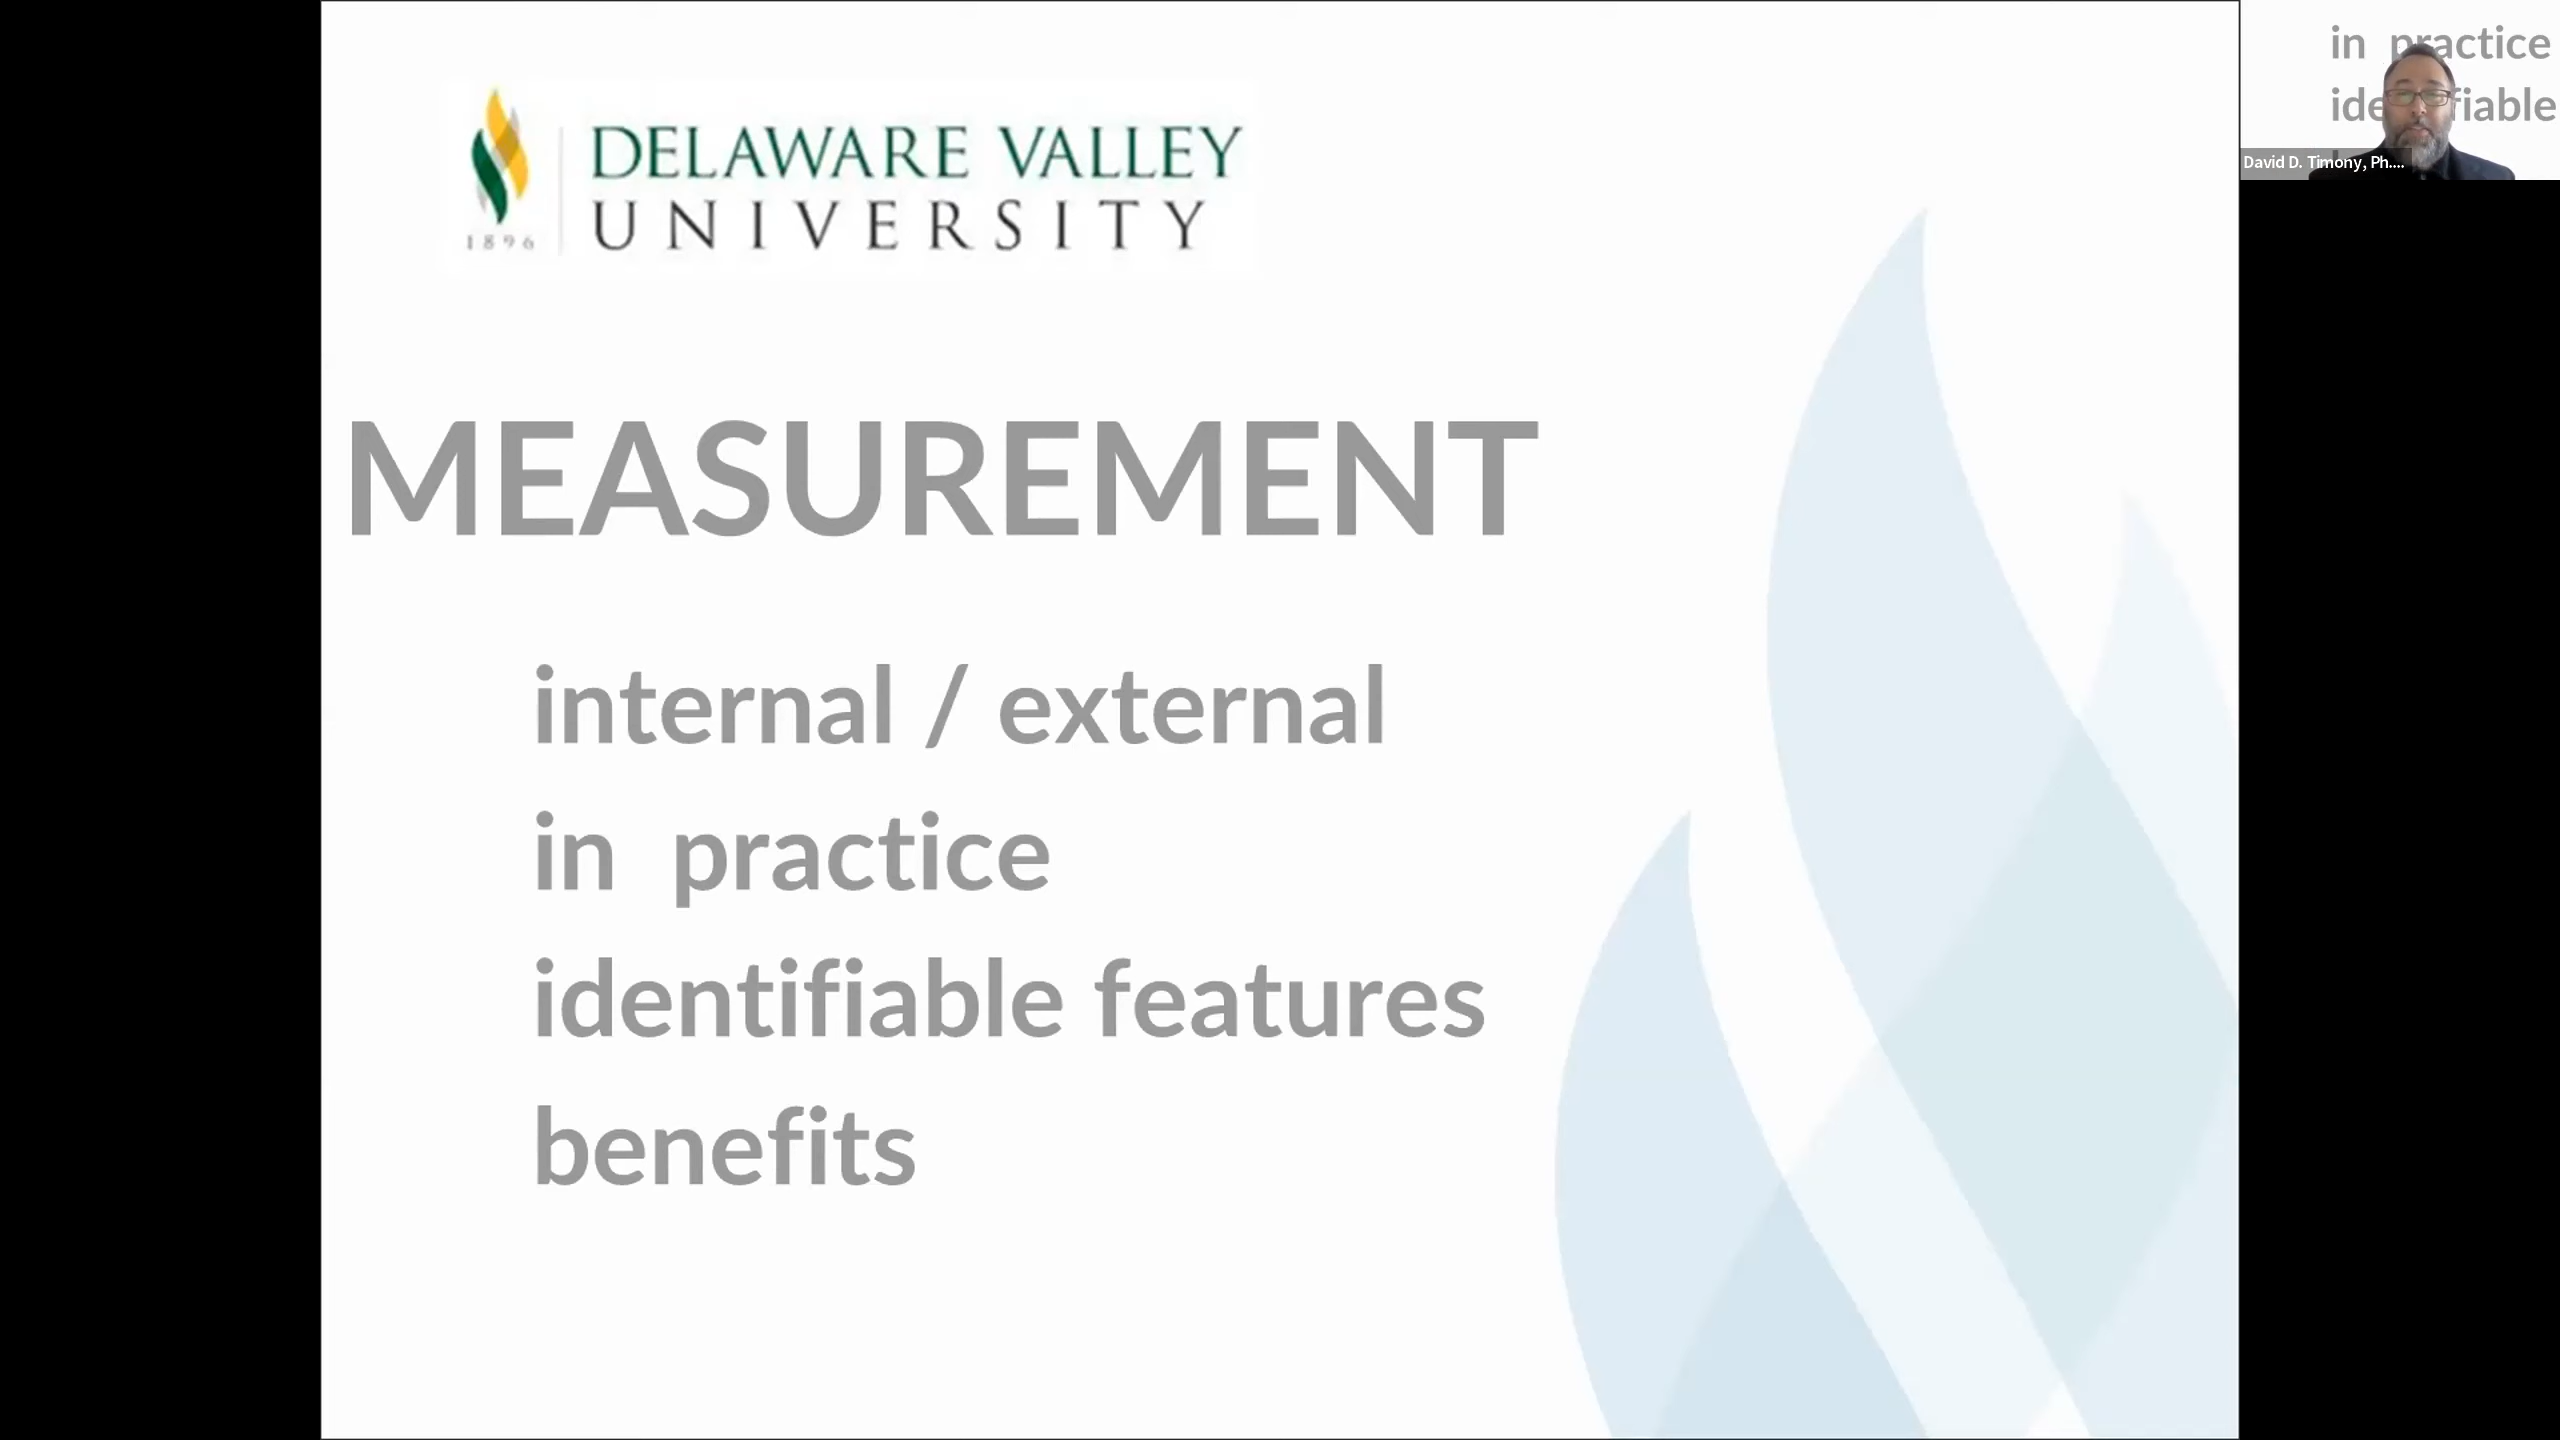 DELAWARE VALLEY
UNIVERSITY
1896
MEASUREMENT
internal / external
in practice
identifiable features
benefits
in practice
David D. Timony, Ph....